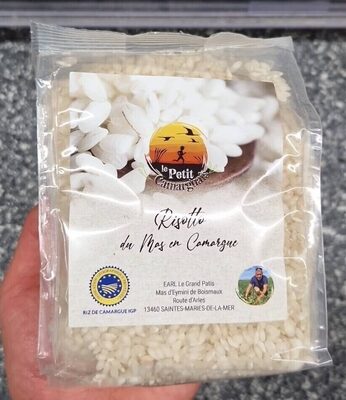 le Petit
Camarguais
Risotto
du Mas en Camargue
EARL Le Grand Patis
Mas d'Eymini de Boismaux
Route d'Arles
13460 SAINTES-MARIES-DE-LA-MER
RIZ DE CAMARGUE IGP